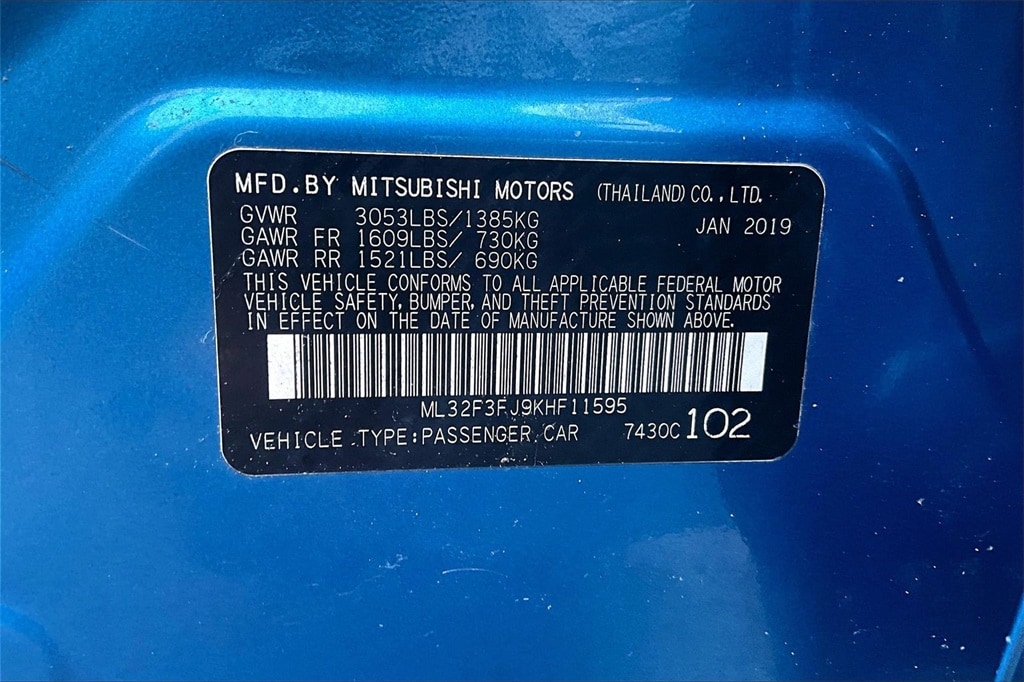 MFD.BY MITSUBISHI MOTORS (THAILAND) CO.,LTD.
GVWR 3053LBS/1385KG JAN 2019
GAWR FR 1609LBS/ 730KG
GAWR RR 1521LBS/ 690KG
THIS VEHICLE CONFORMS TO ALL APPLICABLE FEDERAL MOTOR
VEHICLE SAFETY, BUMPER, AND THEFT PREVENTION STANDARDS
IN EFFECT ON THE DATE OF MANUFACTURE SHOWN ABOVE.
ML32F3FJ9KHF11595
VEHICLE TYPE:PASSENGER CAR 7430C 102